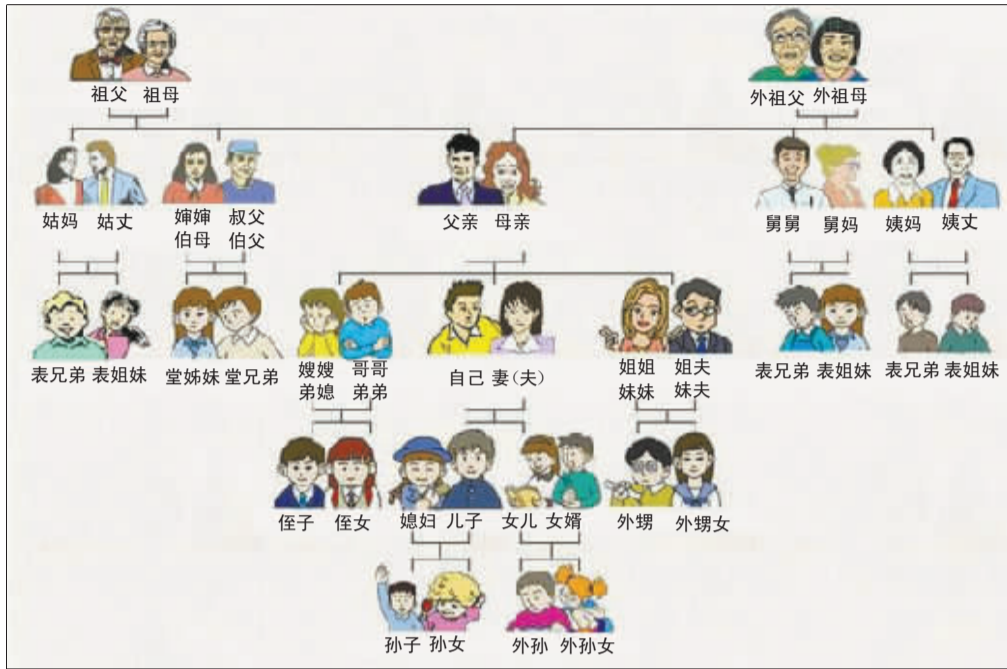 祖父 祖母 外祖父 外祖母
姑妈 姑丈 婶婶 叔父 父亲 母亲 舅舅 舅妈 姨妈 姨丈
伯母 伯父
表兄弟 表姐妹 堂姊妹 堂兄弟 嫂嫂 哥哥 自己 妻(夫) 姐姐 姐夫 表兄弟 表姐妹 表兄弟 表姐妹
弟媳 弟弟 妹妹 妹夫
侄子 侄女 媳妇 儿子 女儿 女婿 外甥 外甥女
孙子 孙女 外孙 外孙女